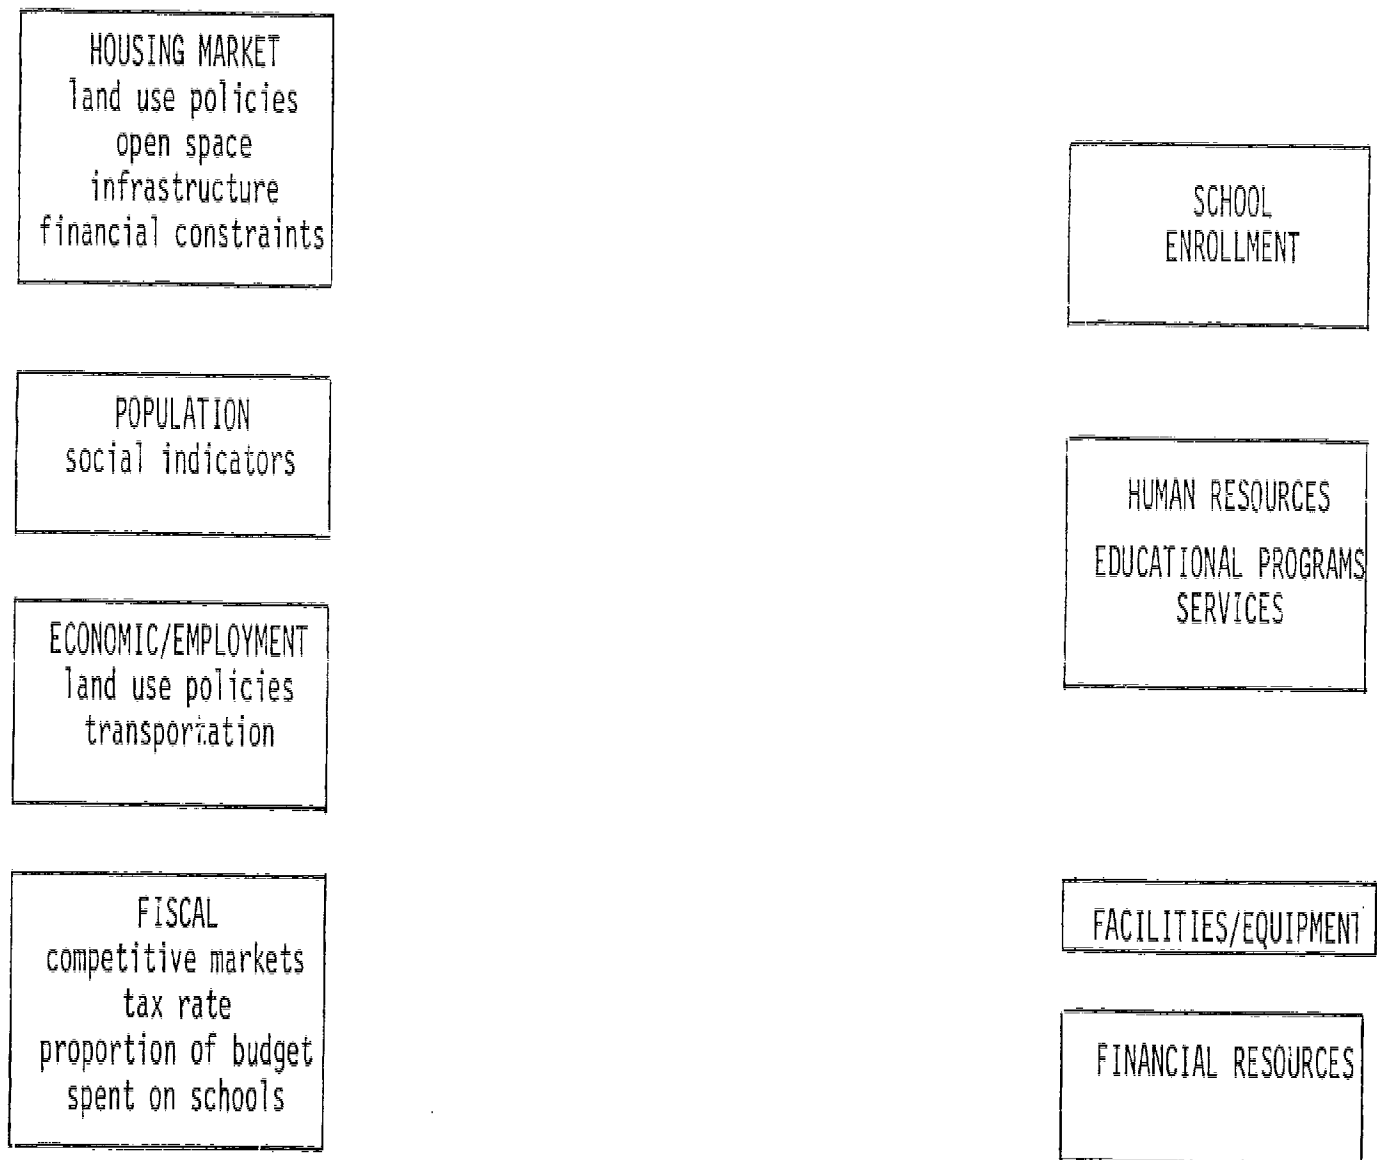 HOUSING MARKET
land use policies
open space
infrastructure
financial constraints
POPULATION
social indicators
ECONOMIC/EMPLOYMENT
land use policies
transportation
FISCAL
competitive markets
tax rate
proportion of budget
spent on schools
SCHOOL
ENROLLMENT
HUMAN RESOURCES
EDUCATIONAL PROGRAMS
SERVICES
FACILITIES/EQUIPMENT
FINANCIAL RESOURCES